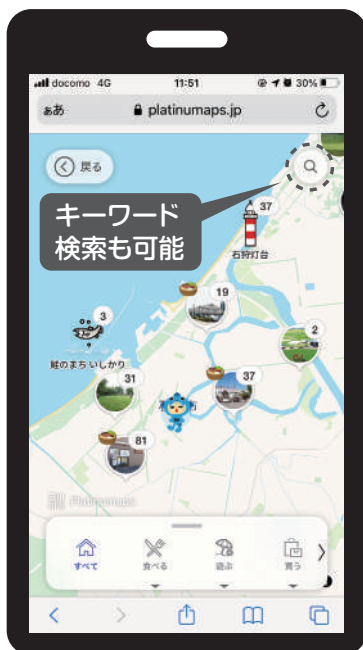 docomo 4G 11:51 30%
ぁあ platinumaps.jp
戻る
キーワード
検索も可能
37
石狩灯台
19
3
2
鮭のまち いしかり
31
37
81
Platinumaps
すべて 食べる 遊ぶ 買う